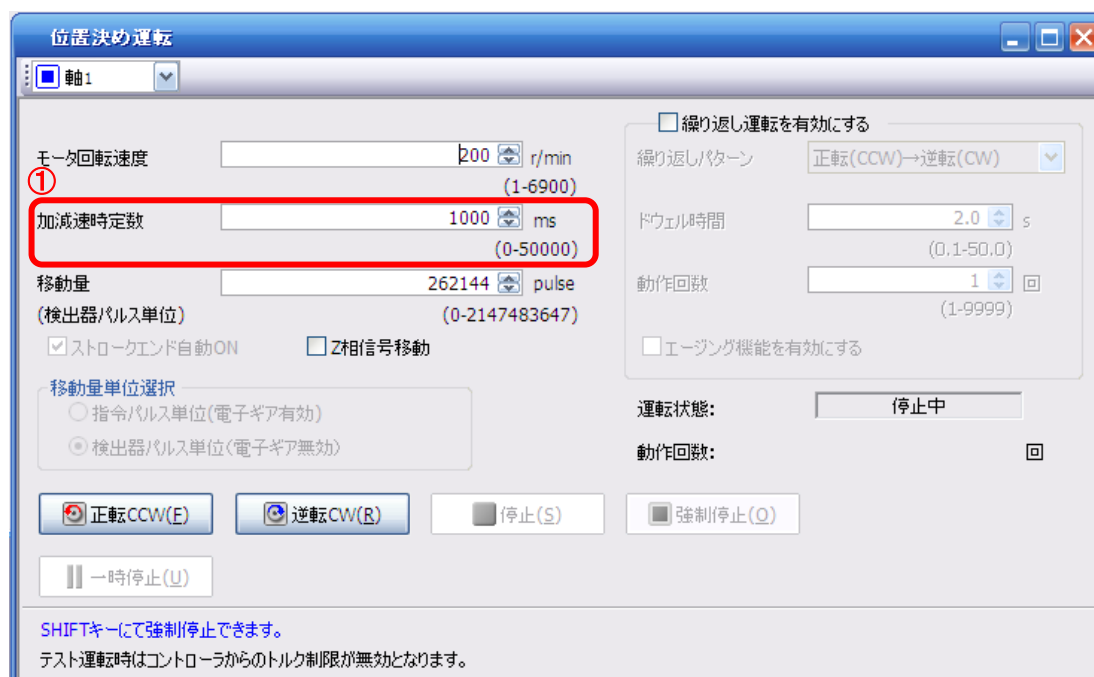 位置決め運転
軸1
モータ回転速度
200 r/min
(1-6900)
①
加減速時定数
1000 ms
(0-50000)
移動量
262144 pulse
(検出器パルス単位)
(0-2147483647)
ストロークエンド自動ON
Z相信号移動
移動量単位選択
指令パルス単位(電子ギア有効)
検出器パルス単位(電子ギア無効)
繰り返し運転を有効にする
繰り返しパターン
正転(CCW)→逆転(CW)
ドウェル時間
2.0 s
(0.1-50.0)
動作回数
1 回
(1-9999)
エージング機能を有効にする
運転状態:
停止中
動作回数:
回
正転CCW(F)
逆転CW(R)
停止(S)
強制停止(O)
一時停止(U)
SHIFTキーにて強制停止できます。
テスト運転時はコントローラからのトルク制限が無効となります。